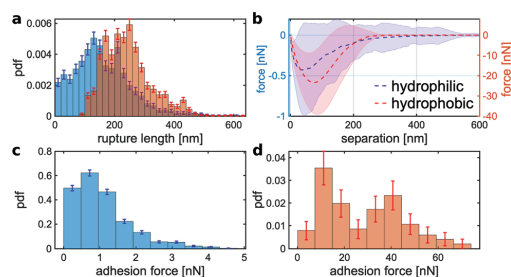 a
0.006
0.004
0.002
0
pdf
0 200 400 600
rupture length [nm]
b
0
-0.5
-1
force [nN]
0
-10
-20
-30
-40
force [nN]
hydrophilic
hydrophobic
0 200 400 600
separation [nm]
c
0.8
0.6
0.4
0.2
0
pdf
0 1 2 3 4 5
adhesion force [nN]
d
0.04
0.03
0.02
0.01
0
pdf
0 20 40 60
adhesion force [nN]